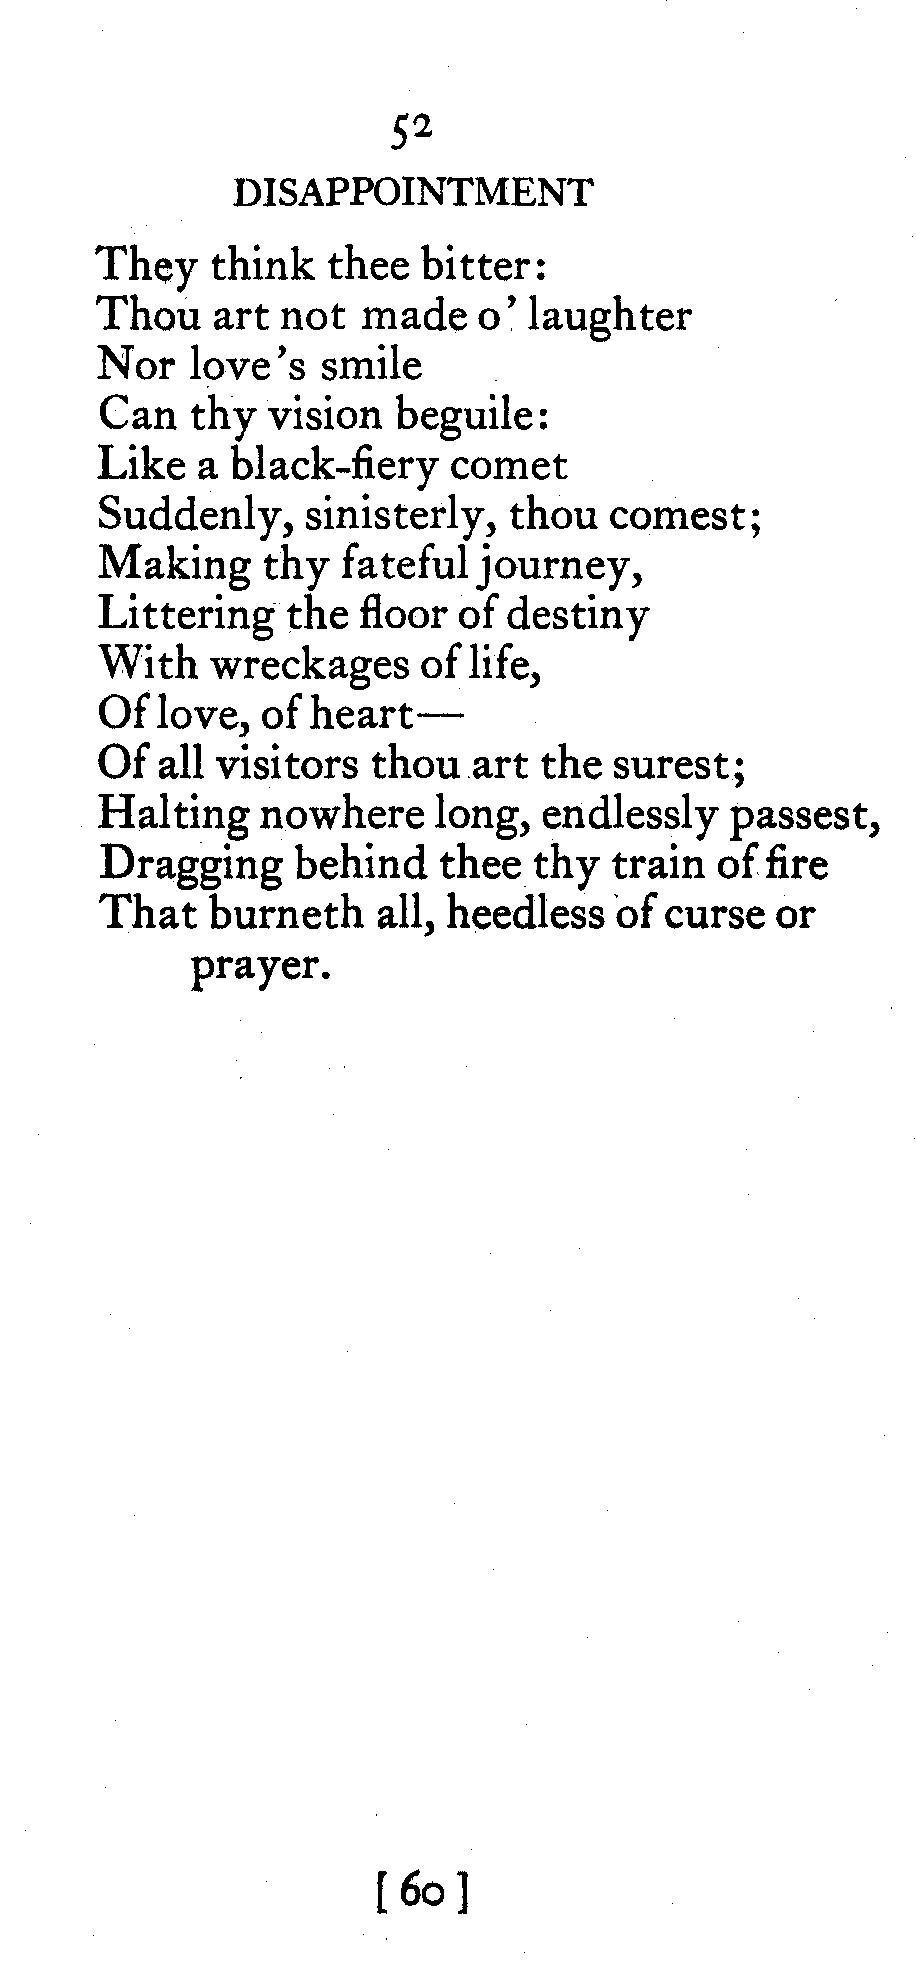 52
DISAPPOINTMENT
They think thee bitter:
Thou art not made o' laughter
Nor love's smile
Can thy vision beguile:
Like a black-fiery comet
Suddenly, sinisterly, thou comest;
Making thy fateful journey,
Littering the floor of destiny
With wreckages of life,
Of love, of heart—
Of all visitors thou art the surest;
Halting nowhere long, endlessly passest,
Dragging behind thee thy train of fire
That burneth all, heedless of curse or
prayer.
[ 60 ]